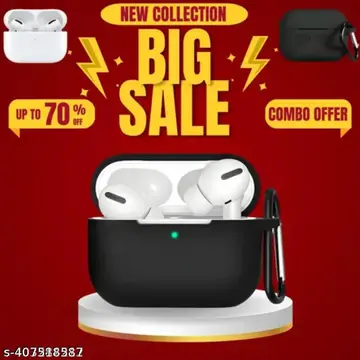 NEW COLLECTION
BIG
SALE
UP TO 70% OFF
COMBO OFFER